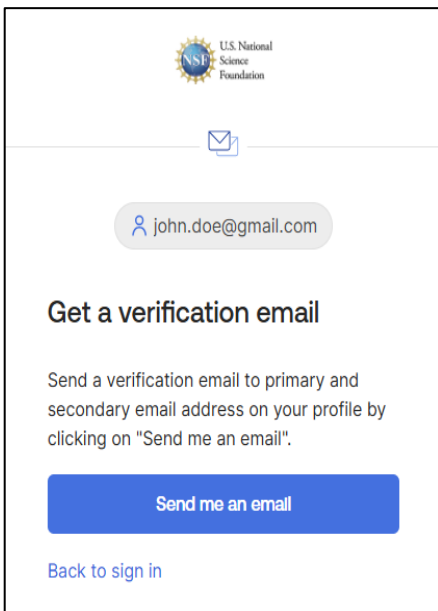 NSF
U.S. National
Science
Foundation
john.doe@gmail.com
Get a verification email
Send a verification email to primary and
secondary email address on your profile by
clicking on "Send me an email".
Send me an email
Back to sign in